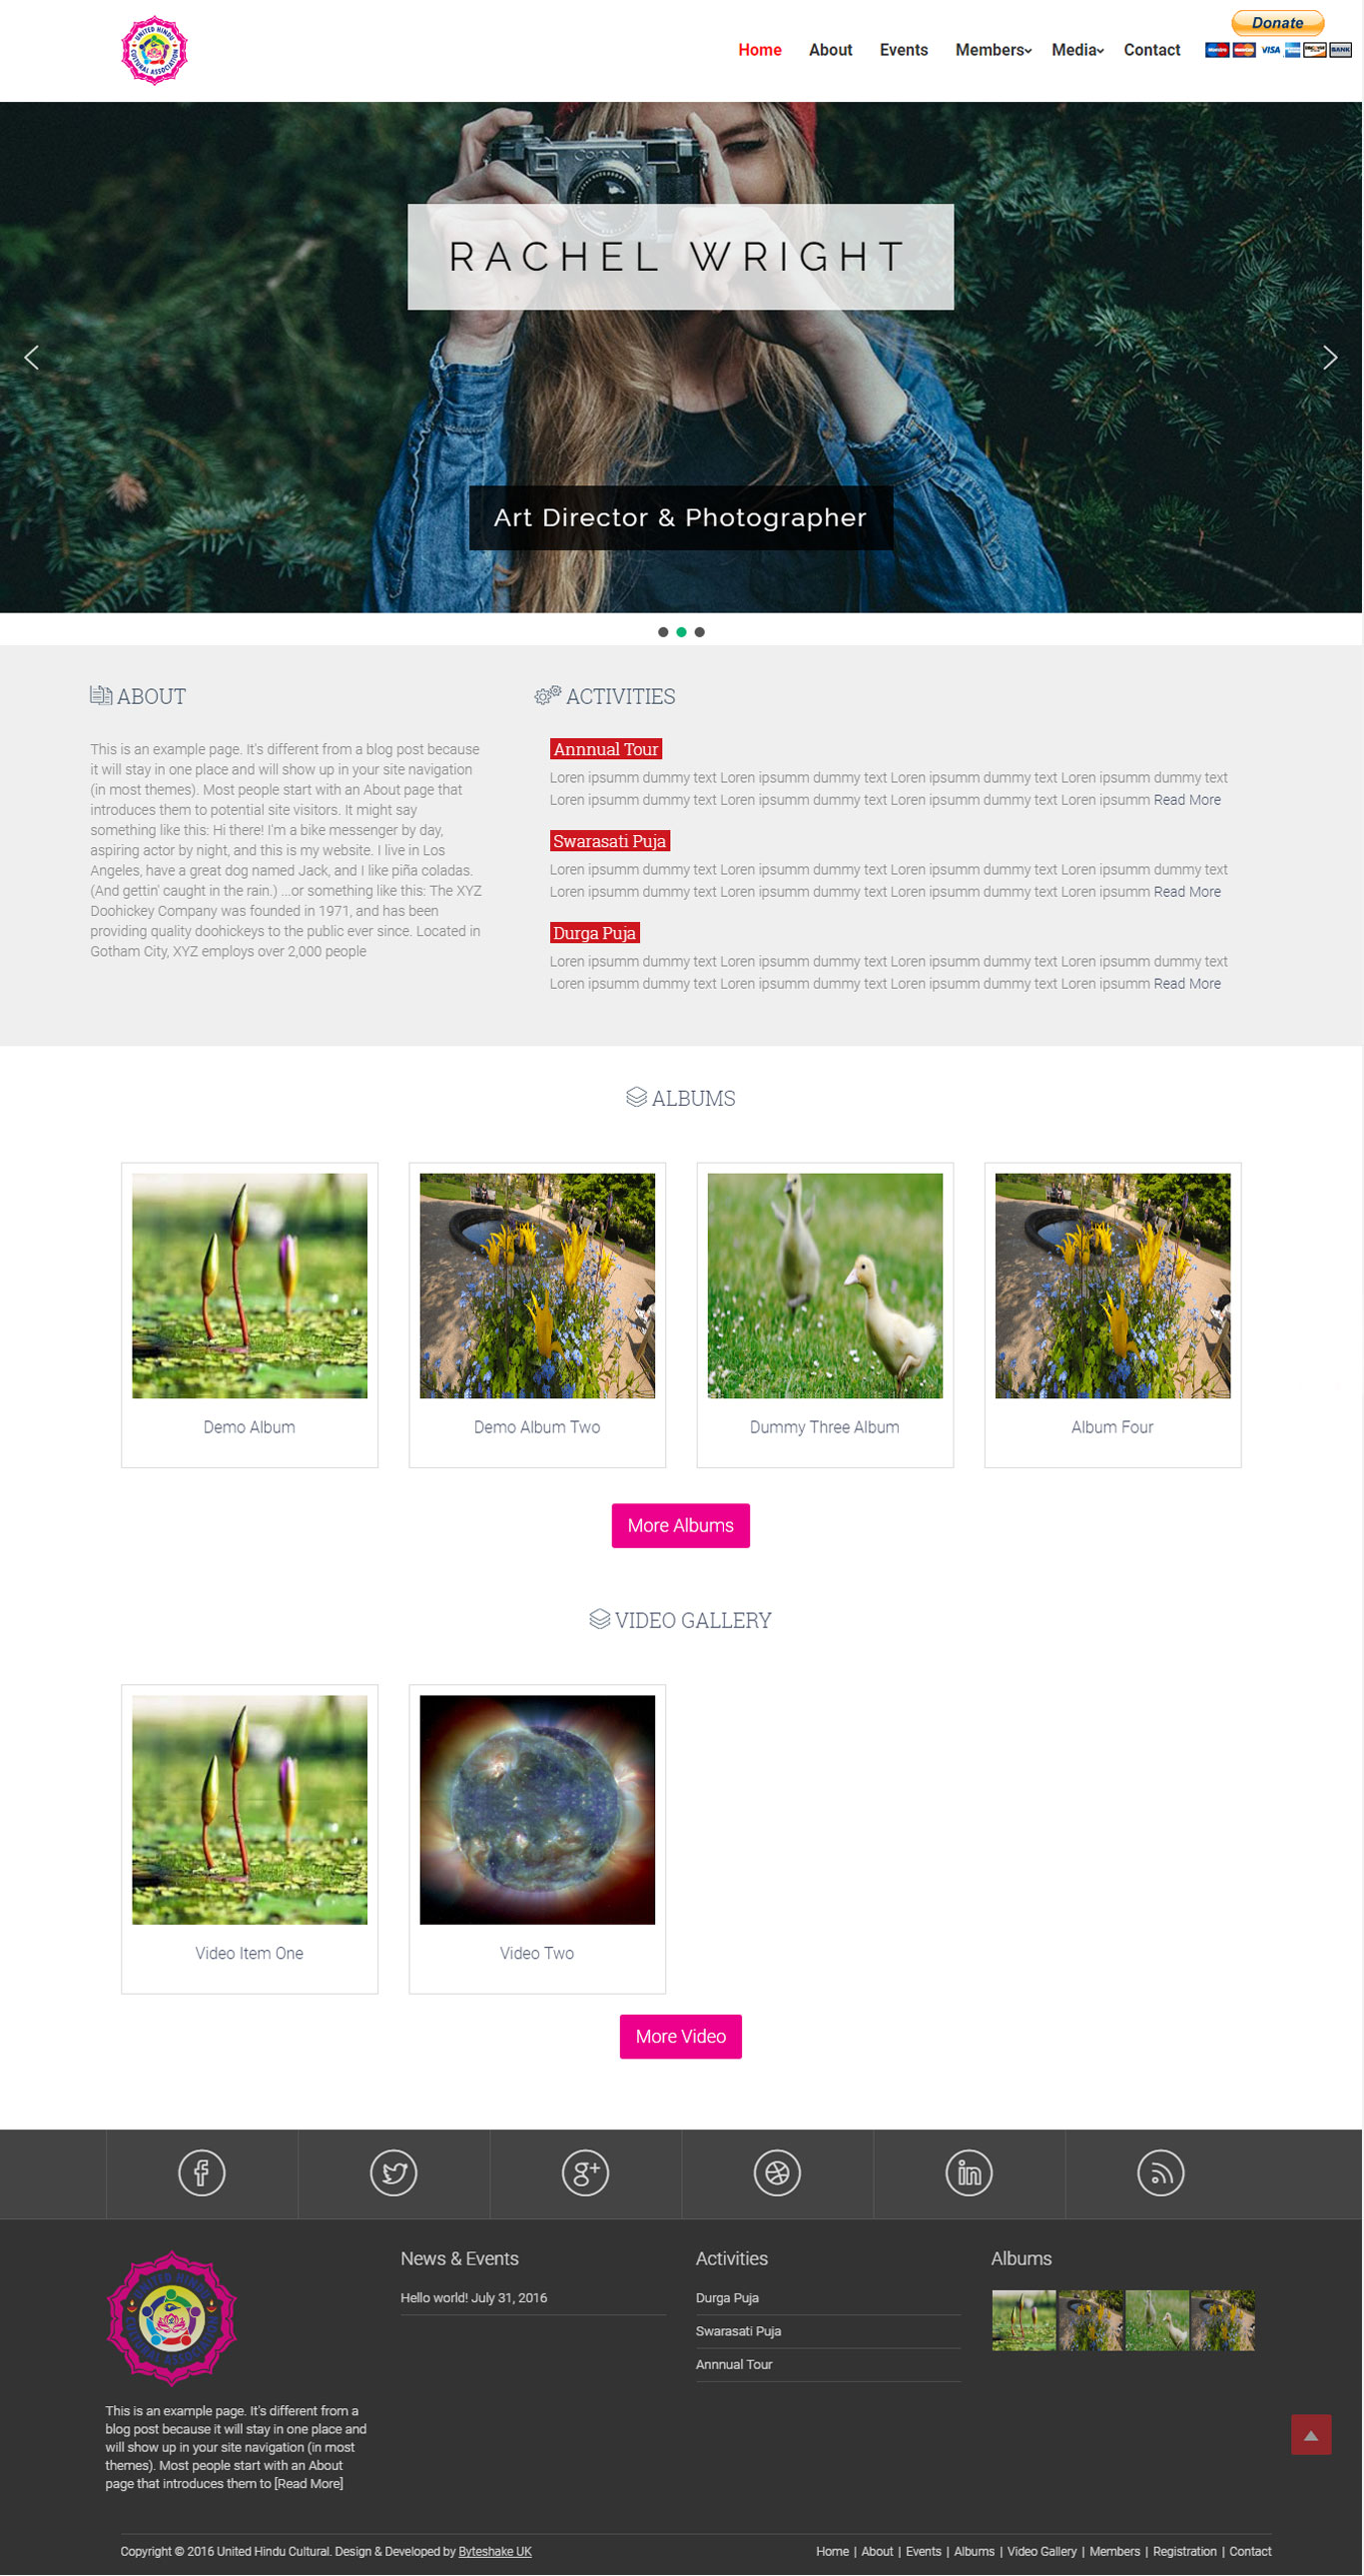 UNITED HINDU
CULTURAL ASSOCIATION
Home About Events Members Media Contact
Donate
VISA
BANK
Contax
RACHEL WRIGHT
Art Director & Photographer
ABOUT
This is an example page. It's different from a blog post because
it will stay in one place and will show up in your site navigation
(in most themes). Most people start with an About page that
introduces them to potential site visitors. It might say
something like this: Hi there! I'm a bike messenger by day,
aspiring actor by night, and this is my website. I live in Los
Angeles, have a great dog named Jack, and I like piña coladas.
(And gettin' caught in the rain.) ...or something like this: The XYZ
Doohickey Company was founded in 1971, and has been
providing quality doohickeys to the public ever since. Located in
Gotham City, XYZ employs over 2,000 people
ACTIVITIES
Annnual Tour
Loren ipsumm dummy text Loren ipsumm dummy text Loren ipsumm dummy text Loren ipsumm dummy text
Loren ipsumm dummy text Loren ipsumm dummy text Loren ipsumm dummy text Loren ipsumm Read More
Swarasati Puja
Loren ipsumm dummy text Loren ipsumm dummy text Loren ipsumm dummy text Loren ipsumm dummy text
Loren ipsumm dummy text Loren ipsumm dummy text Loren ipsumm dummy text Loren ipsumm Read More
Durga Puja
Loren ipsumm dummy text Loren ipsumm dummy text Loren ipsumm dummy text Loren ipsumm dummy text
Loren ipsumm dummy text Loren ipsumm dummy text Loren ipsumm dummy text Loren ipsumm Read More
ALBUMS
Demo Album
Demo Album Two
Dummy Three Album
Album Four
More Albums
VIDEO GALLERY
Video Item One
Video Two
More Video
UNITED HINDU
CULTURAL ASSOCIATION
This is an example page. It's different from a
blog post because it will stay in one place and
will show up in your site navigation (in most
themes). Most people start with an About
page that introduces them to [Read More]
News & Events
Hello world! July 31, 2016
Activities
Durga Puja
Swarasati Puja
Annnual Tour
Albums
Copyright © 2016 United Hindu Cultural. Design & Developed by Byteshake UK
Home | About | Events | Albums | Video Gallery | Members | Registration | Contact